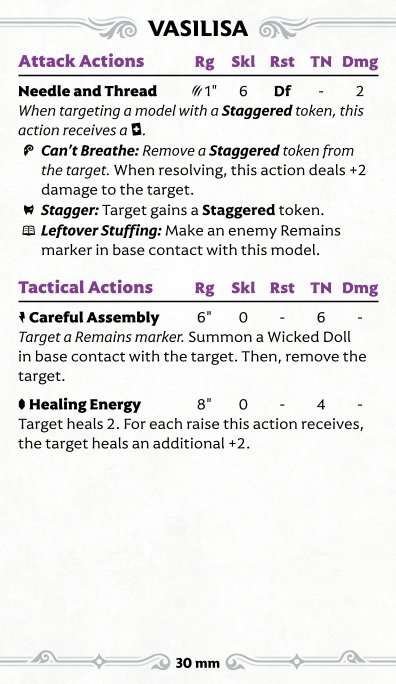 VASILISA
Attack Actions Rg Skl Rst TN Dmg
Needle and Thread 1" 6 Df - 2
When targeting a model with a Staggered token, this
action receives a .
Can't Breathe: Remove a Staggered token from
the target. When resolving, this action deals +2
damage to the target.
Stagger: Target gains a Staggered token.
Leftover Stuffing: Make an enemy Remains
marker in base contact with this model.
Tactical Actions Rg Skl Rst TN Dmg
Careful Assembly 6" 0 - 6 -
Target a Remains marker. Summon a Wicked Doll
in base contact with the target. Then, remove the
target.
Healing Energy 8" 0 - 4 -
Target heals 2. For each raise this action receives,
the target heals an additional +2.
30 mm